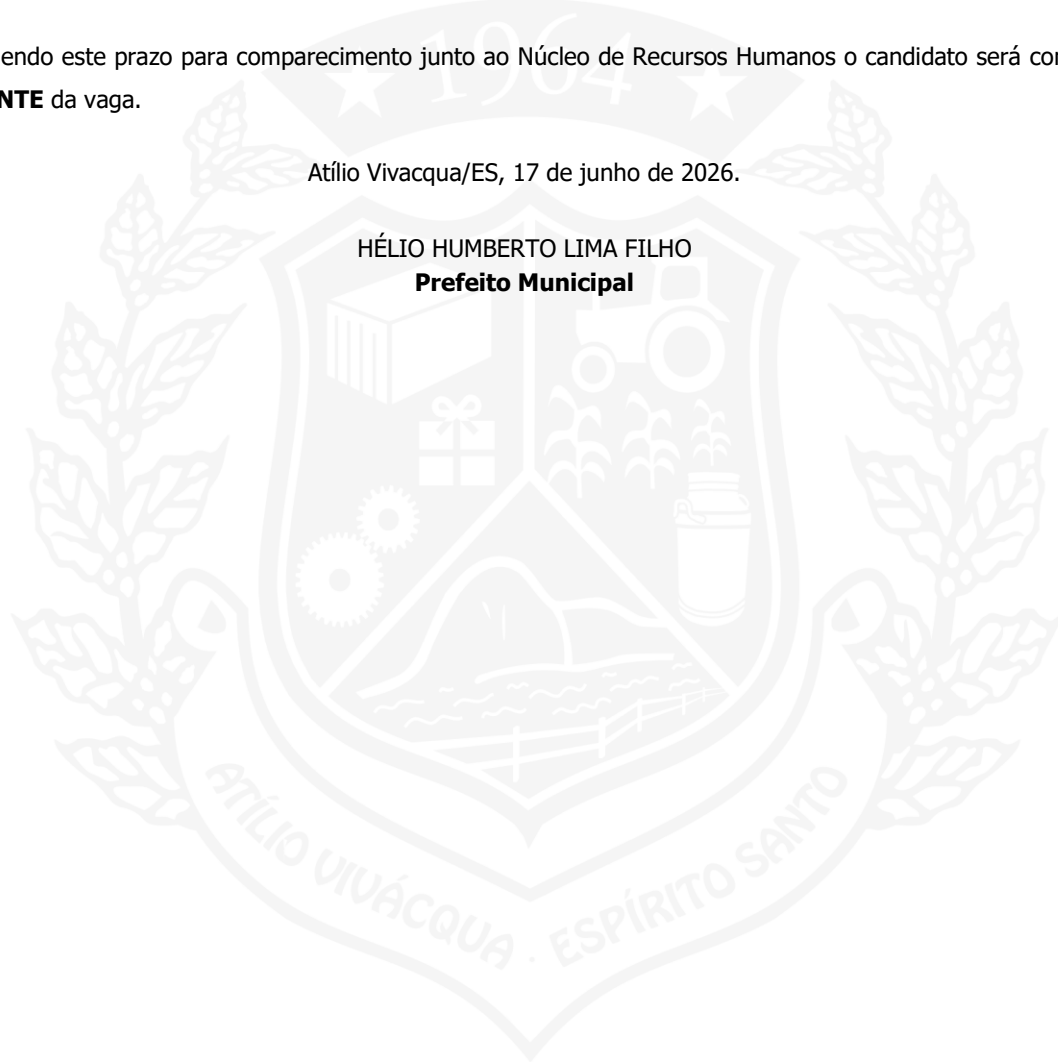 1964
endo este prazo para comparecimento junto ao Núcleo de Recursos Humanos o candidato será con
NTE da vaga.
Atílio Vivacqua/ES, 17 de junho de 2026.
HÉLIO HUMBERTO LIMA FILHO
Prefeito Municipal
ATÍLIO VIVÁCQUA . ESPÍRITO SANTO